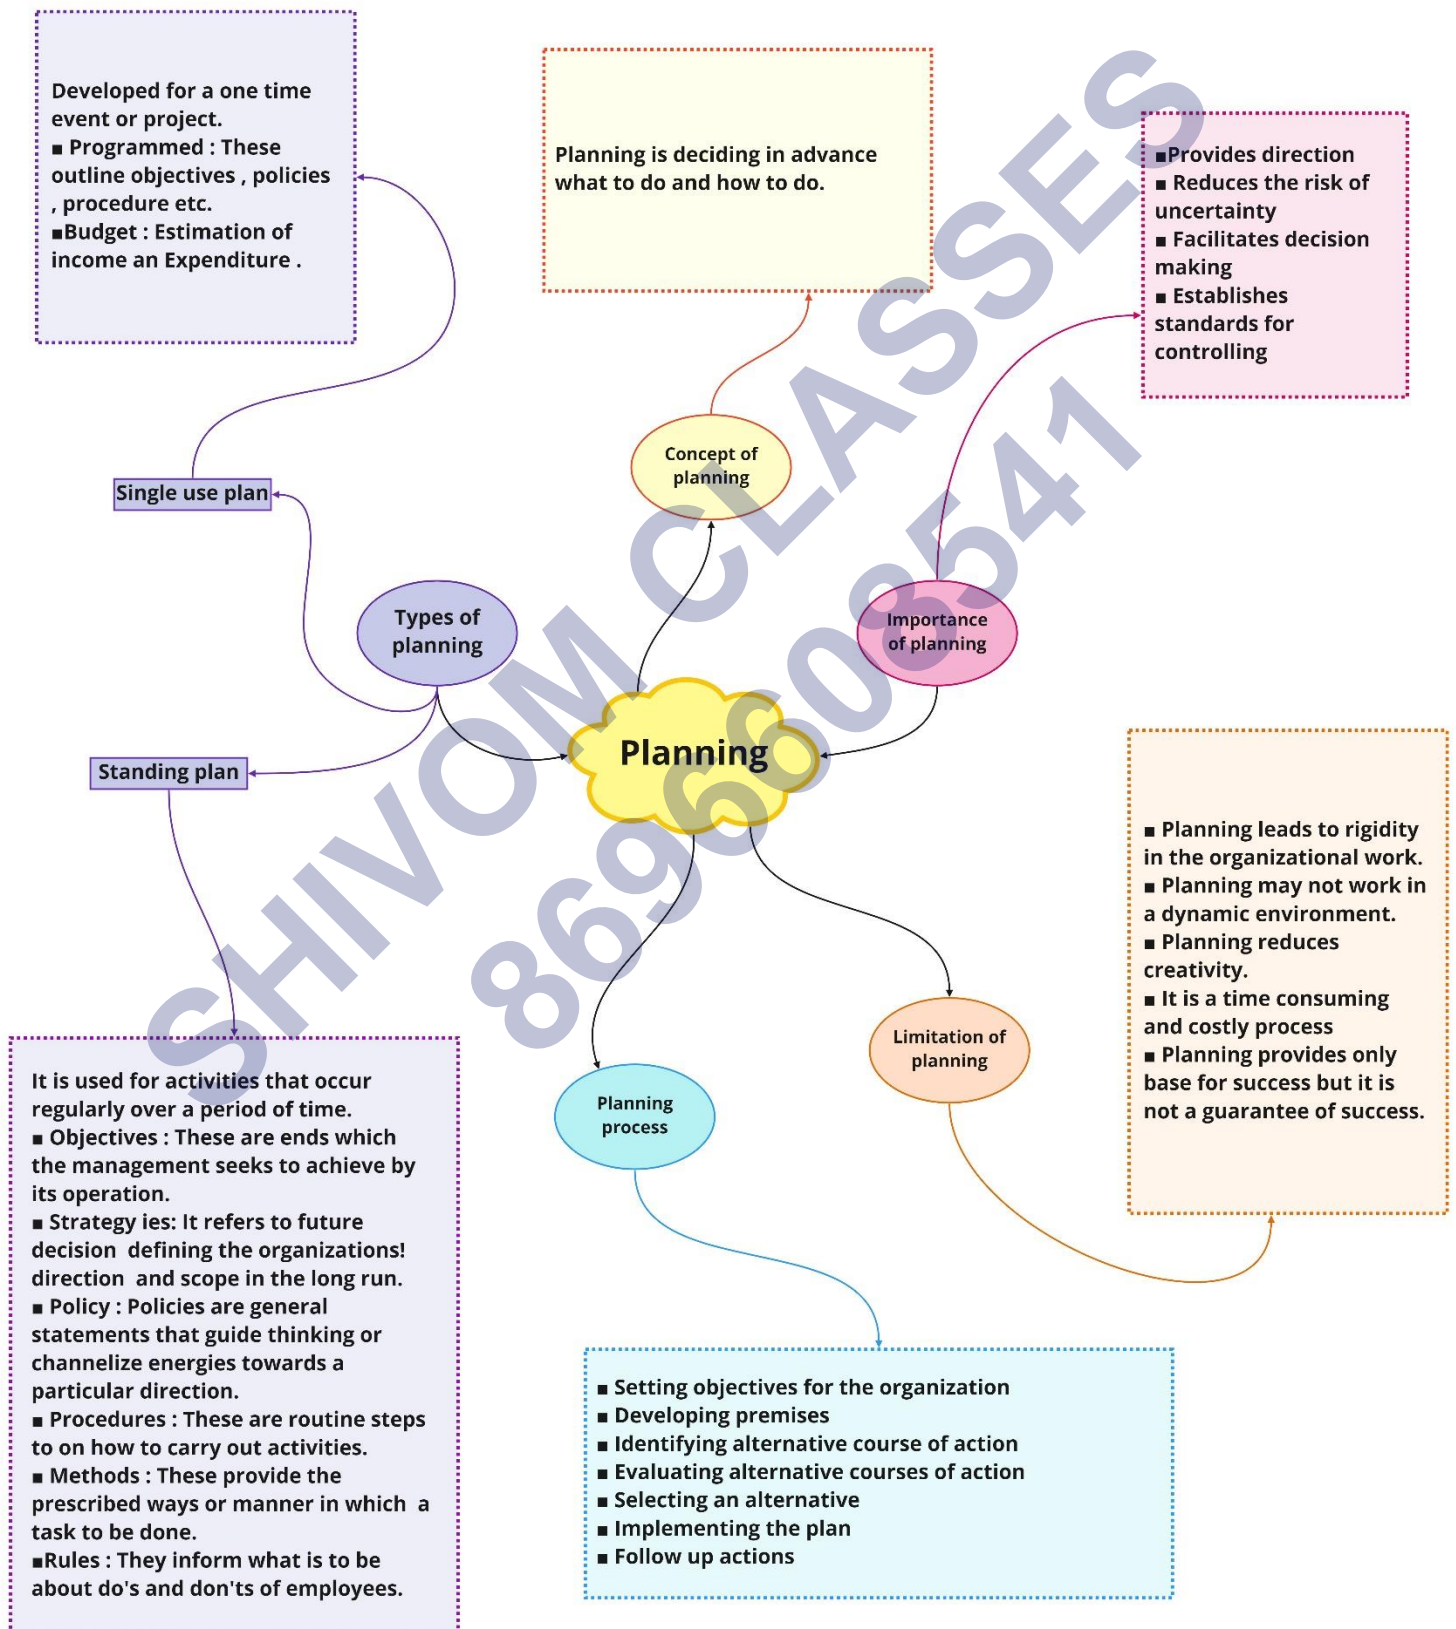 Developed for a one time
event or project.
▪ Programmed : These
outline objectives , policies
, procedure etc.
▪Budget : Estimation of
income an Expenditure .
Planning is deciding in advance
what to do and how to do.
▪Provides direction
▪ Reduces the risk of
uncertainty
▪ Facilitates decision
making
▪ Establishes
standards for
controlling
Concept of
planning
Single use plan
Types of
planning
Importance
of planning
Planning
Standing plan
▪ Planning leads to rigidity
in the organizational work.
▪ Planning may not work in
a dynamic environment.
▪ Planning reduces
creativity.
▪ It is a time consuming
and costly process
▪ Planning provides only
base for success but it is
not a guarantee of success.
Limitation of
planning
Planning
process
It is used for activities that occur
regularly over a period of time.
▪ Objectives : These are ends which
the management seeks to achieve by
its operation.
▪ Strategy ies: It refers to future
decision  defining the organizations!
direction  and scope in the long run.
▪ Policy : Policies are general
statements that guide thinking or
channelize energies towards a
particular direction.
▪ Procedures : These are routine steps
to on how to carry out activities.
▪ Methods : These provide the
prescribed ways or manner in which  a
task to be done.
▪Rules : They inform what is to be
about do's and don'ts of employees.
▪ Setting objectives for the organization
▪ Developing premises
▪ Identifying alternative course of action
▪ Evaluating alternative courses of action
▪ Selecting an alternative
▪ Implementing the plan
▪ Follow up actions
SHIVOM CLASSES
8696608541